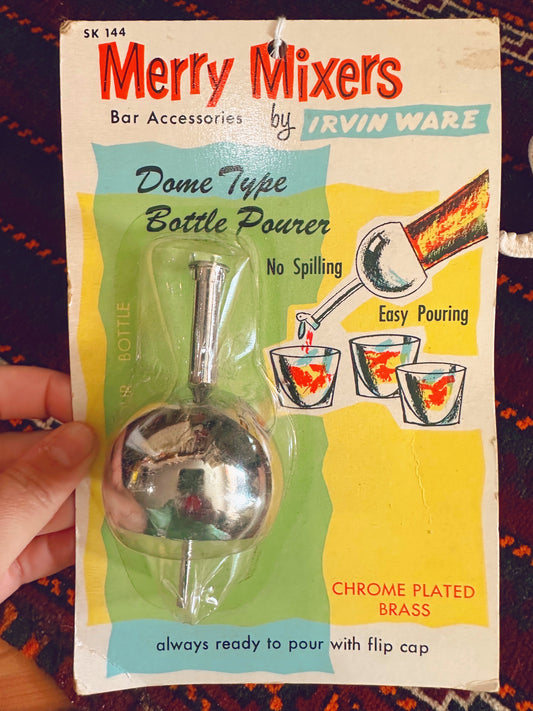 SK 144
Merry Mixers
Bar Accessories by IRVIN WARE
Dome Type
Bottle Pourer
No Spilling
Easy Pouring
BOTTLE
CHROME PLATED
BRASS
always ready to pour with flip cap